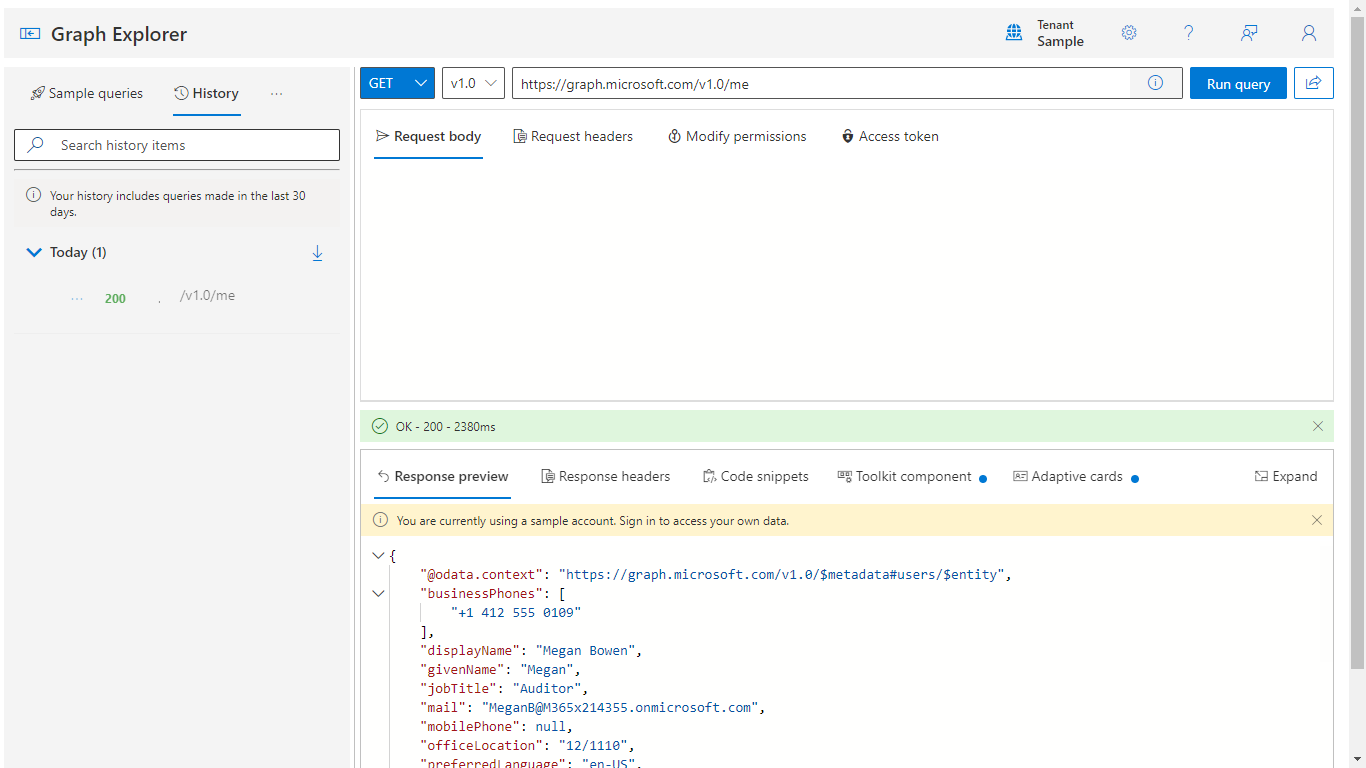 Graph Explorer
Tenant
Sample
Sample queries
History
...
Search history items
Your history includes queries made in the last 30
days.
Today (1)
... 200 . /v1.0/me
GET
v1.0
https://graph.microsoft.com/v1.0/me
Run query
Request body
Request headers
Modify permissions
Access token
OK - 200 - 2380ms
Response preview
Response headers
Code snippets
Toolkit component
Adaptive cards
Expand
You are currently using a sample account. Sign in to access your own data.
{
"@odata.context": "https://graph.microsoft.com/v1.0/$metadata#users/$entity",
"businessPhones": [
"+1 412 555 0109"
],
"displayName": "Megan Bowen",
"givenName": "Megan",
"jobTitle": "Auditor",
"mail": "MeganB@M365x214355.onmicrosoft.com",
"mobilePhone": null,
"officeLocation": "12/1110",
"preferredLanguage": "en-US",